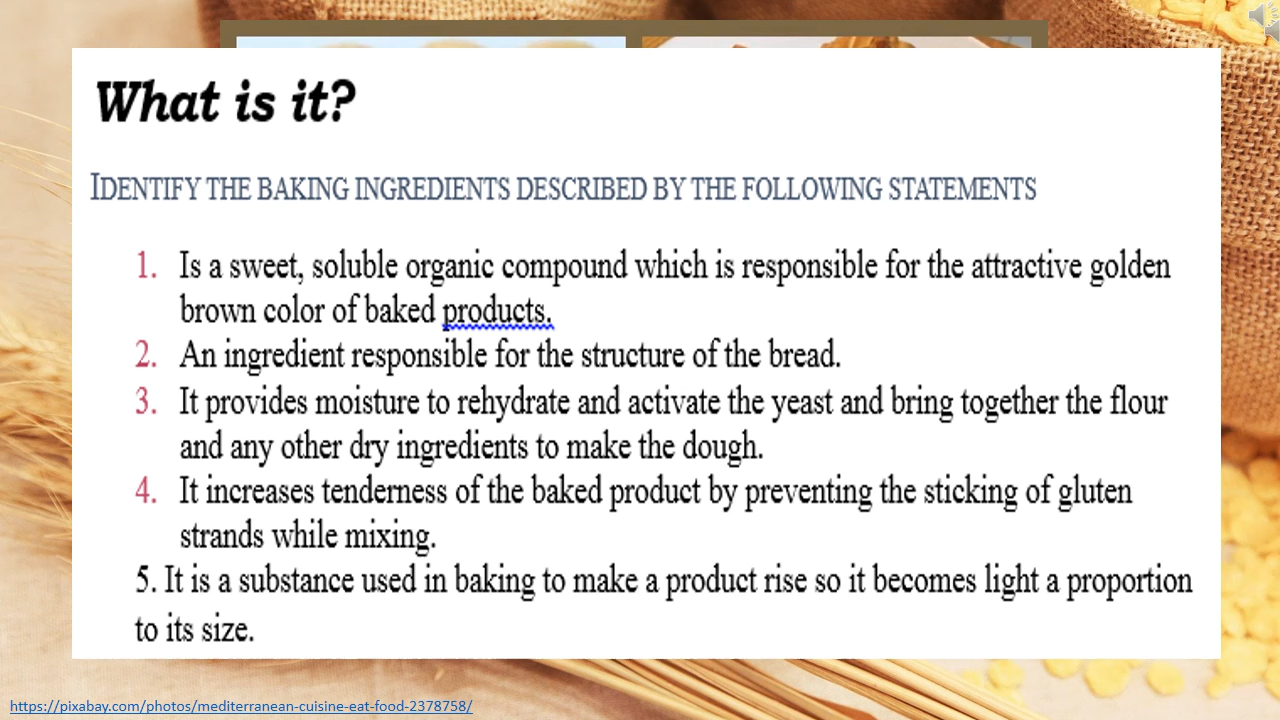 What is it?
IDENTIFY THE BAKING INGREDIENTS DESCRIBED BY THE FOLLOWING STATEMENTS
1. Is a sweet, soluble organic compound which is responsible for the attractive golden
brown color of baked products.
2. An ingredient responsible for the structure of the bread.
3. It provides moisture to rehydrate and activate the yeast and bring together the flour
and any other dry ingredients to make the dough.
4. It increases tenderness of the baked product by preventing the sticking of gluten
strands while mixing.
5. It is a substance used in baking to make a product rise so it becomes light a proportion
to its size.
https://pixabay.com/photos/mediterranean-cuisine-eat-food-2378758/